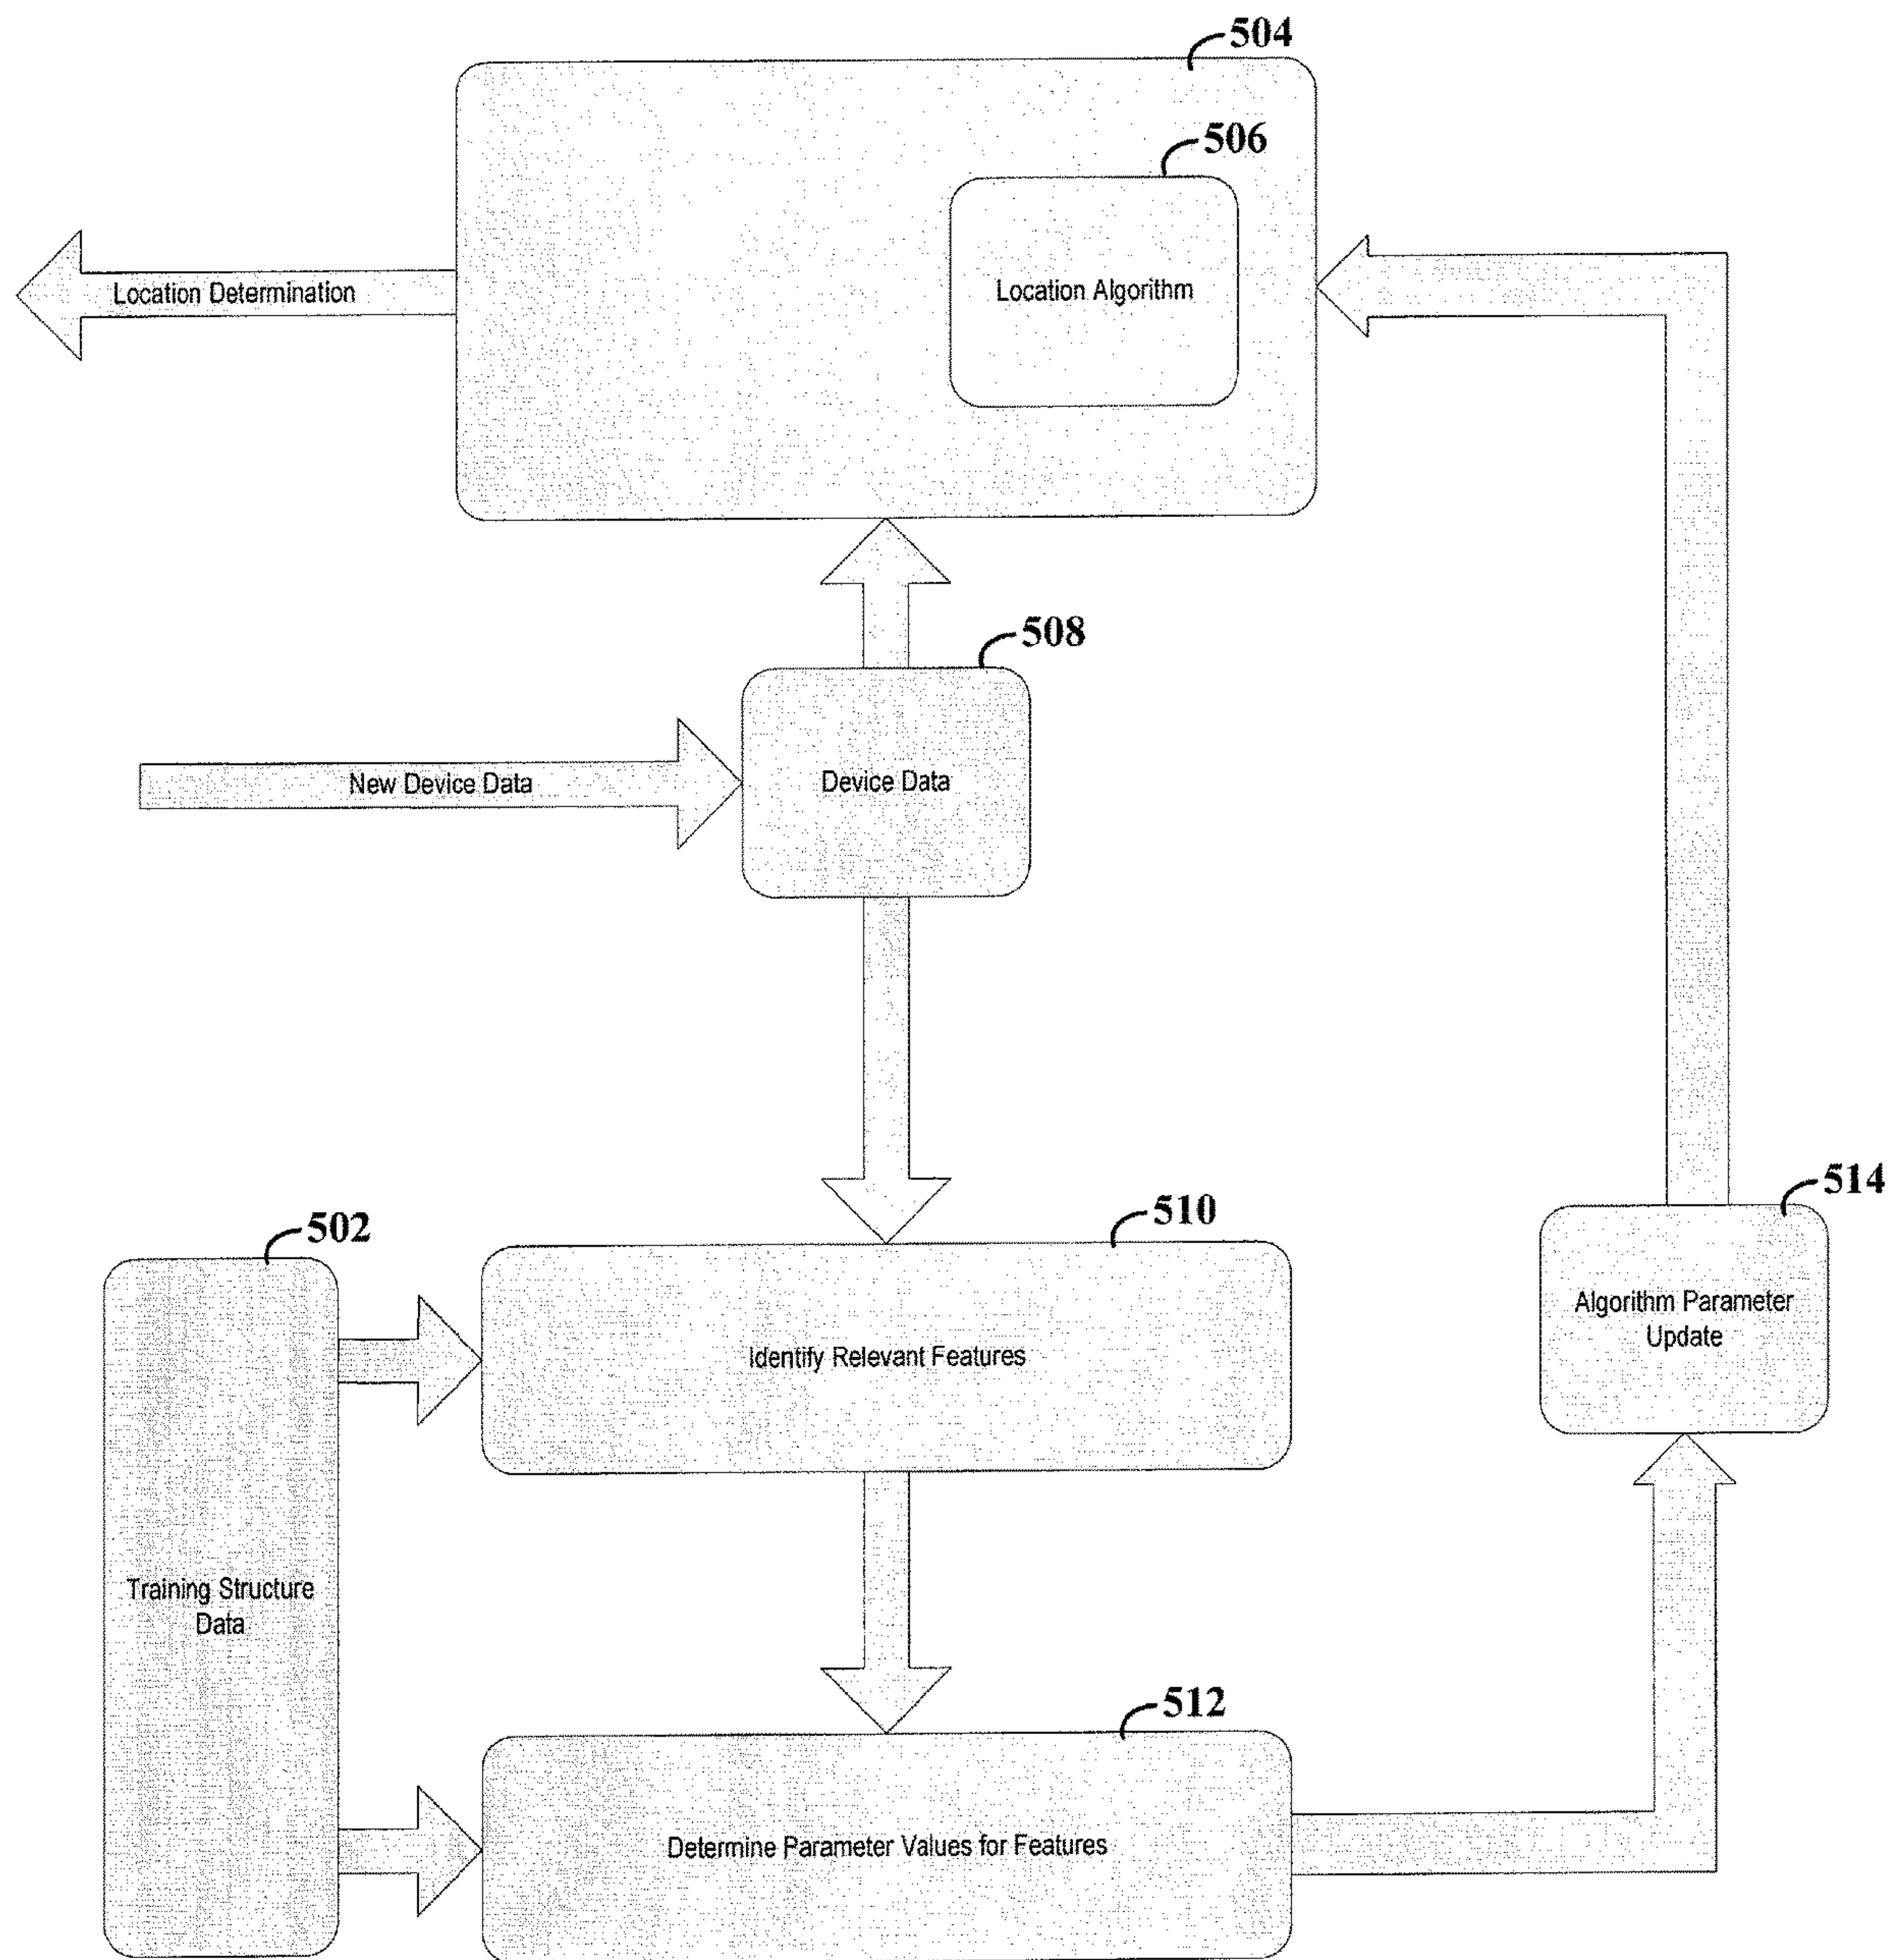 504
506
Location Algorithm
Location Determination
508
New Device Data
Device Data
502
510
514
Algorithm Parameter
Update
Identify Relevant Features
Training Structure
Data
512
Determine Parameter Values for Features